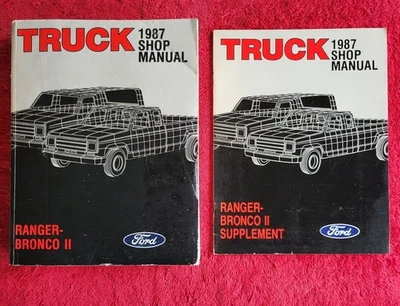 TRUCK 1987
SHOP
MANUAL
RANGER-
BRONCO II
Ford
TRUCK 1987
SHOP
MANUAL
RANGER-
BRONCO II
SUPPLEMENT
Ford